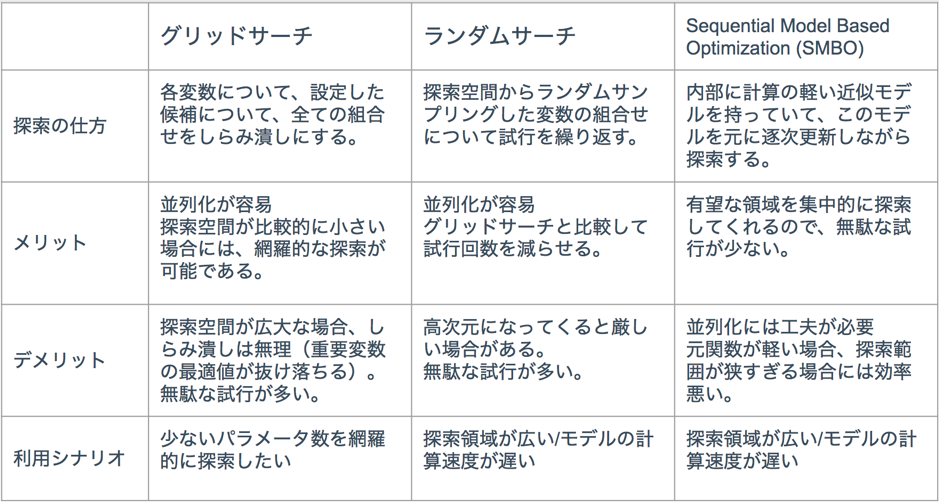 グリッドサーチ
ランダムサーチ
Sequential Model Based
Optimization (SMBO)
探索の仕方
各変数について、設定した
候補について、全ての組合
せをしらみ潰しにする。
探索空間からランダムサン
プリングした変数の組合せ
について試行を繰り返す。
内部に計算の軽い近似モデ
ルを持っていて、このモデ
ルを元に逐次更新しながら
探索する。
メリット
並列化が容易
探索空間が比較的に小さい
場合には、網羅的な探索が
可能である。
並列化が容易
グリッドサーチと比較して
試行回数を減らせる。
有望な領域を集中的に探索
してくれるので、無駄な試
行が少ない。
デメリット
探索空間が広大な場合、し
らみ潰しは無理（重要変数
の最適値が抜け落ちる）。
無駄な試行が多い。
高次元になってくると厳し
い場合がある。
無駄な試行が多い。
並列化には工夫が必要
元関数が軽い場合、探索範
囲が狭すぎる場合には効率
悪い。
利用シナリオ
少ないパラメータ数を網羅
的に探索したい
探索領域が広い/モデルの計
算速度が遅い
探索領域が広い/モデルの計
算速度が遅い